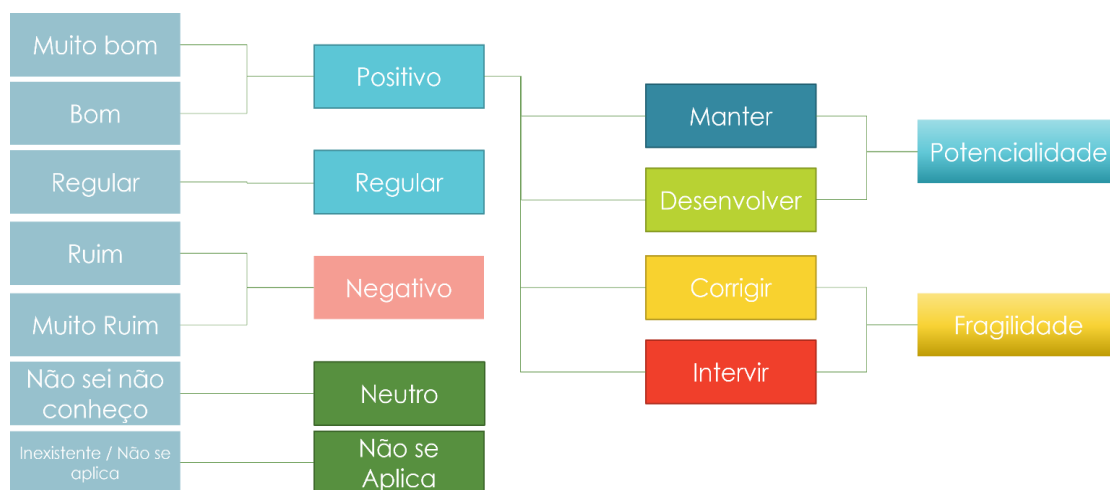 Muito bom
Bom
Regular
Ruim
Muito Ruim
Não sei não
conheço
Inexistente / Não se
aplica
Positivo
Regular
Negativo
Neutro
Não se
Aplica
Manter
Desenvolver
Corrigir
Intervir
Potencialidade
Fragilidade